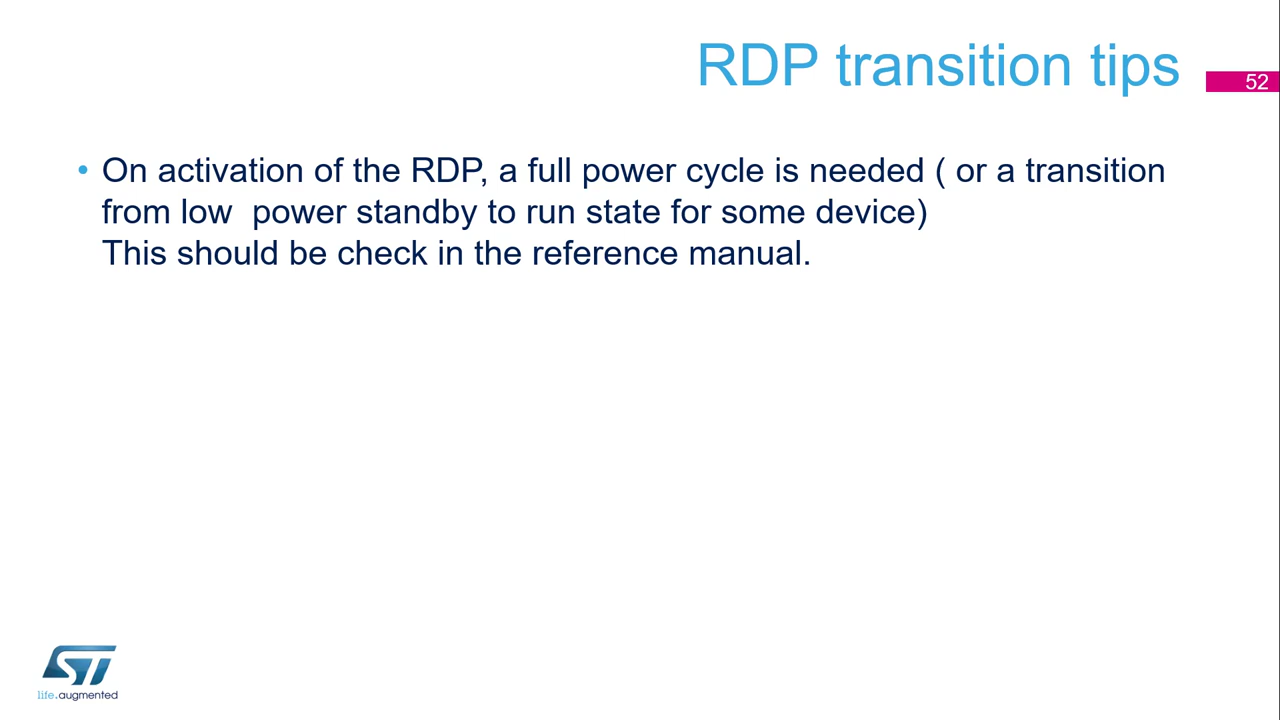 RDP transition tips
52
• On activation of the RDP, a full power cycle is needed ( or a transition
from low  power standby to run state for some device)
This should be check in the reference manual.
ST
life.augmented